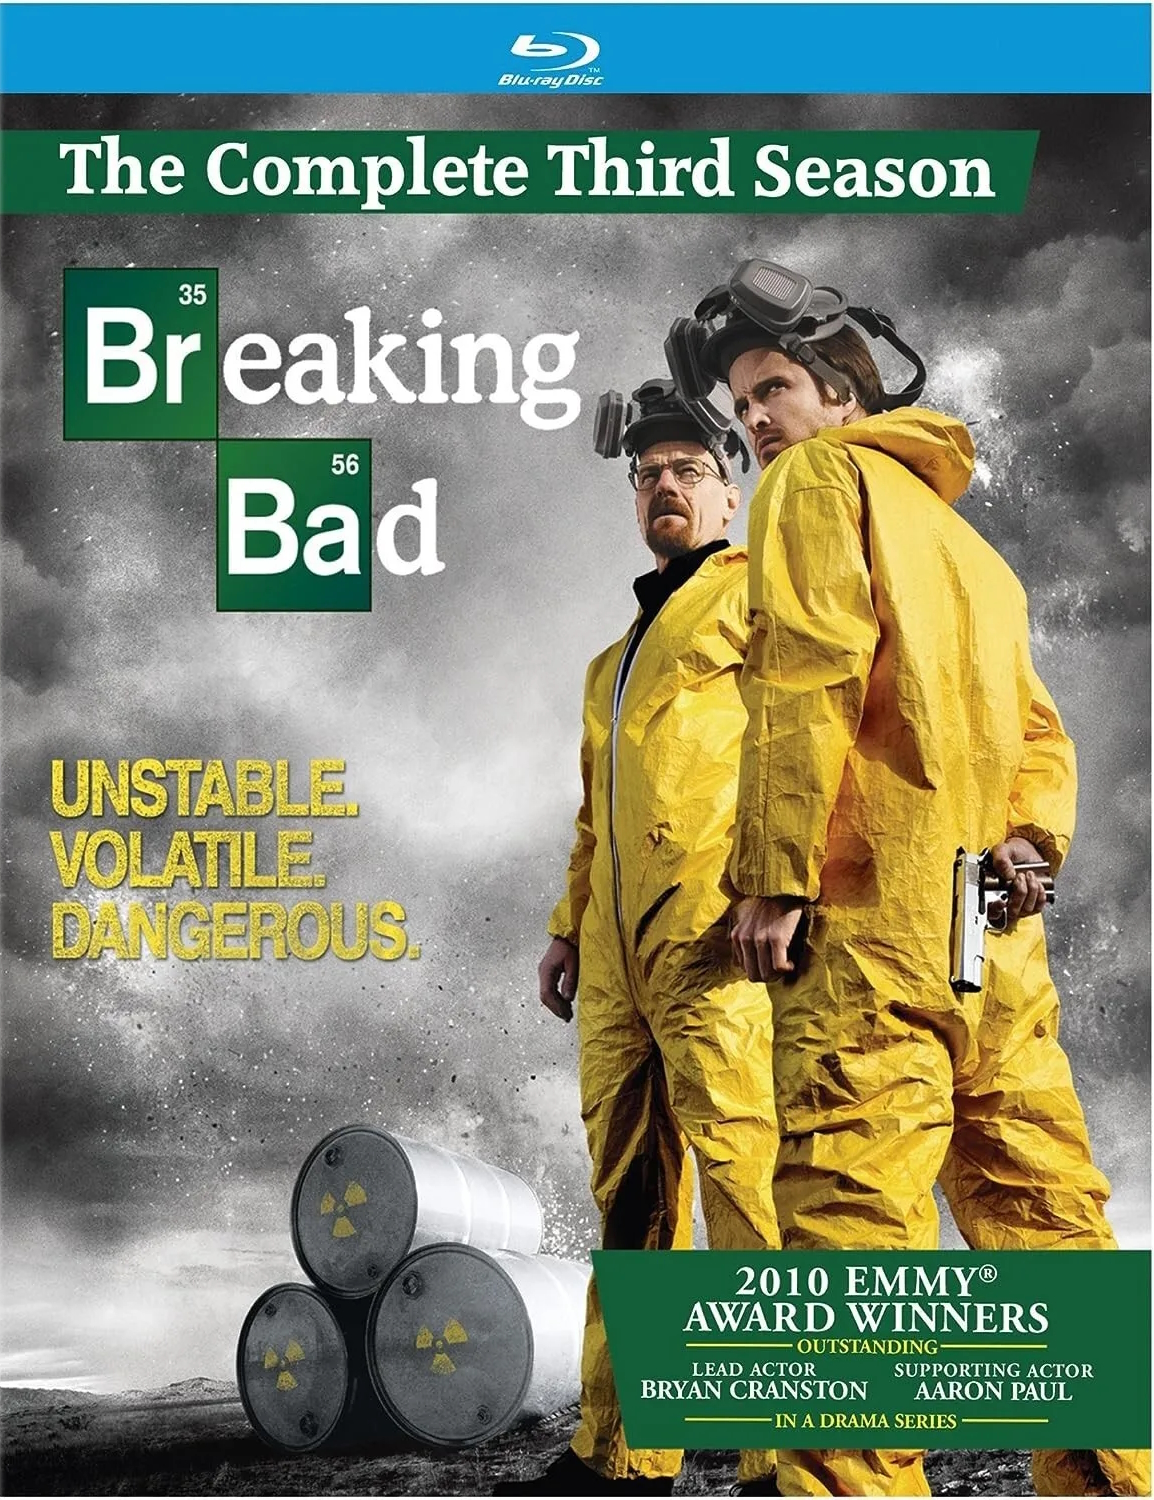 Blu-ray Disc™
The Complete Third Season
35
Breaking
56
Bad
UNSTABLE.
VOLATILE.
DANGEROUS.
2010 EMMY®
AWARD WINNERS
OUTSTANDING
LEAD ACTOR
BRYAN CRANSTON
SUPPORTING ACTOR
AARON PAUL
IN A DRAMA SERIES